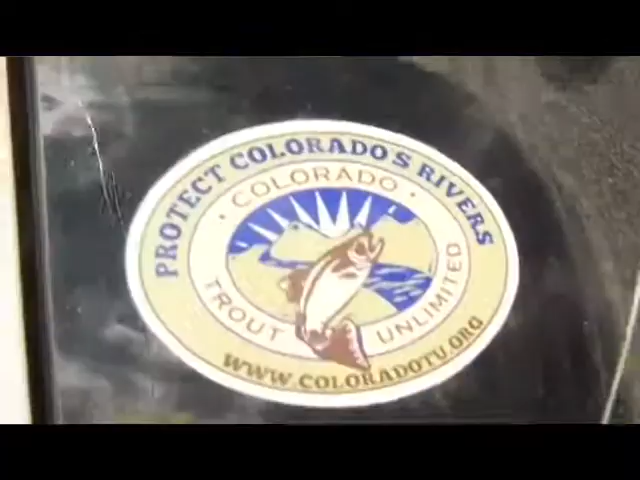 PROTECT COLORADO'S RIVERS
· COLORADO ·
TROUT UNLIMITED
WWW.COLORADOTU.ORG